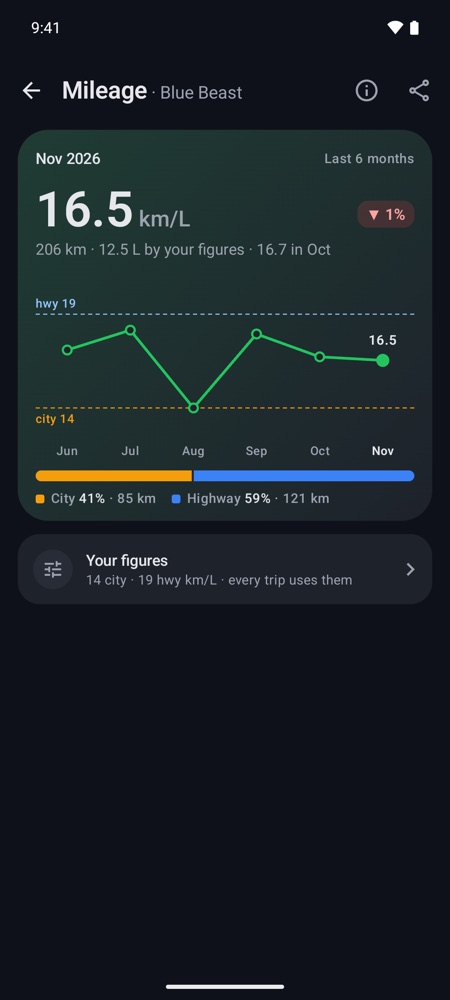 9:41
Mileage · Blue Beast
Nov 2026
Last 6 months
16.5 km/L
▼ 1%
206 km · 12.5 L by your figures · 16.7 in Oct
hwy 19
16.5
city 14
Jun Jul Aug Sep Oct Nov
City 41% · 85 km Highway 59% · 121 km
Your figures
14 city · 19 hwy km/L · every trip uses them